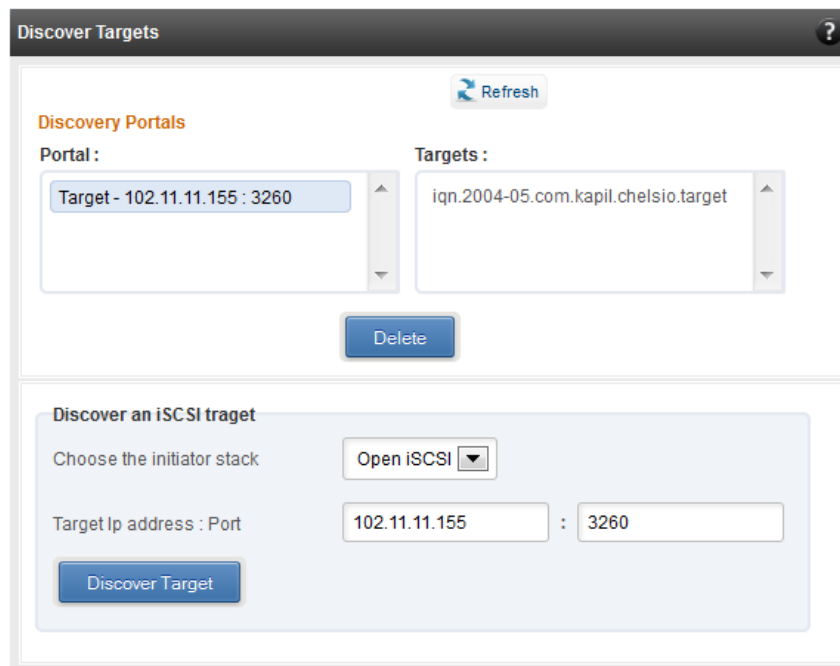 Discover Targets ?
Refresh
Discovery Portals
Portal : Targets :
Target - 102.11.11.155 : 3260 iqn.2004-05.com.kapil.chelsio.target
Delete
Discover an iSCSI traget
Choose the initiator stack Open iSCSI
Target Ip address : Port 102.11.11.155 : 3260
Discover Target